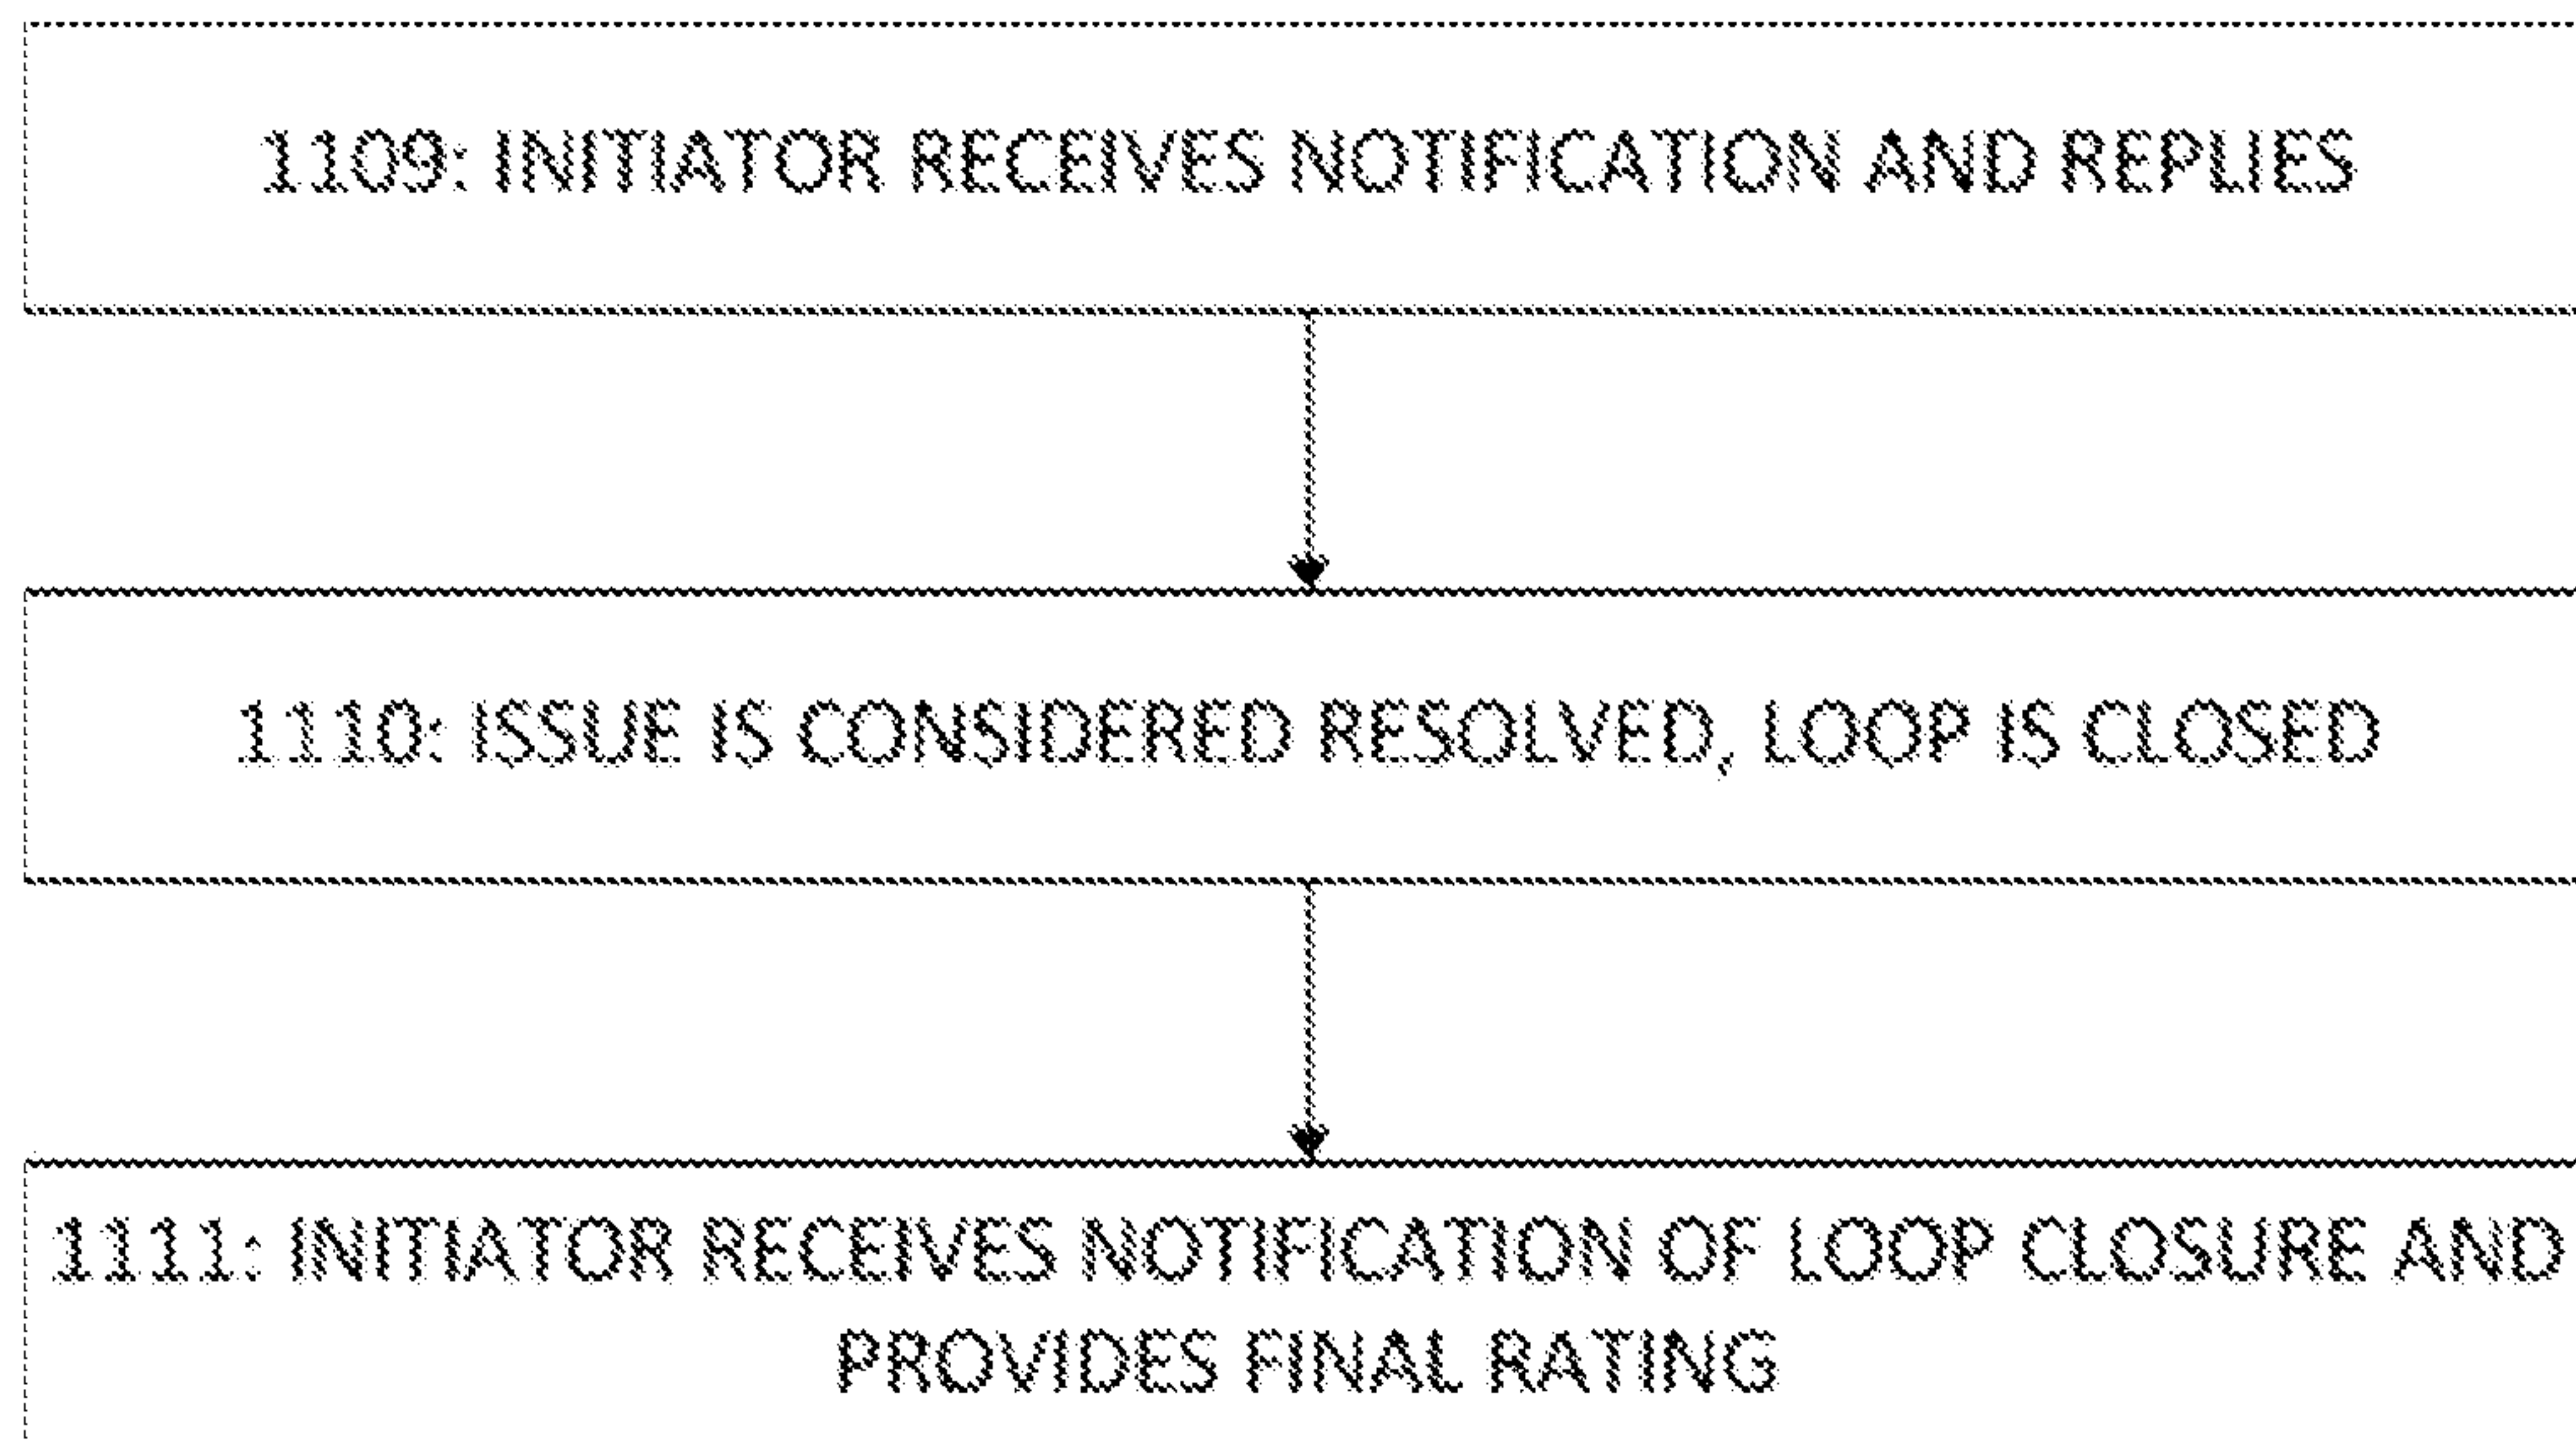 1109: INITIATOR RECEIVES NOTIFICATION AND REPLIES
1110: ISSUE IS CONSIDERED RESOLVED, LOOP IS CLOSED
1111: INITIATOR RECEIVES NOTIFICATION OF LOOP CLOSURE AND
PROVIDES FINAL RATING